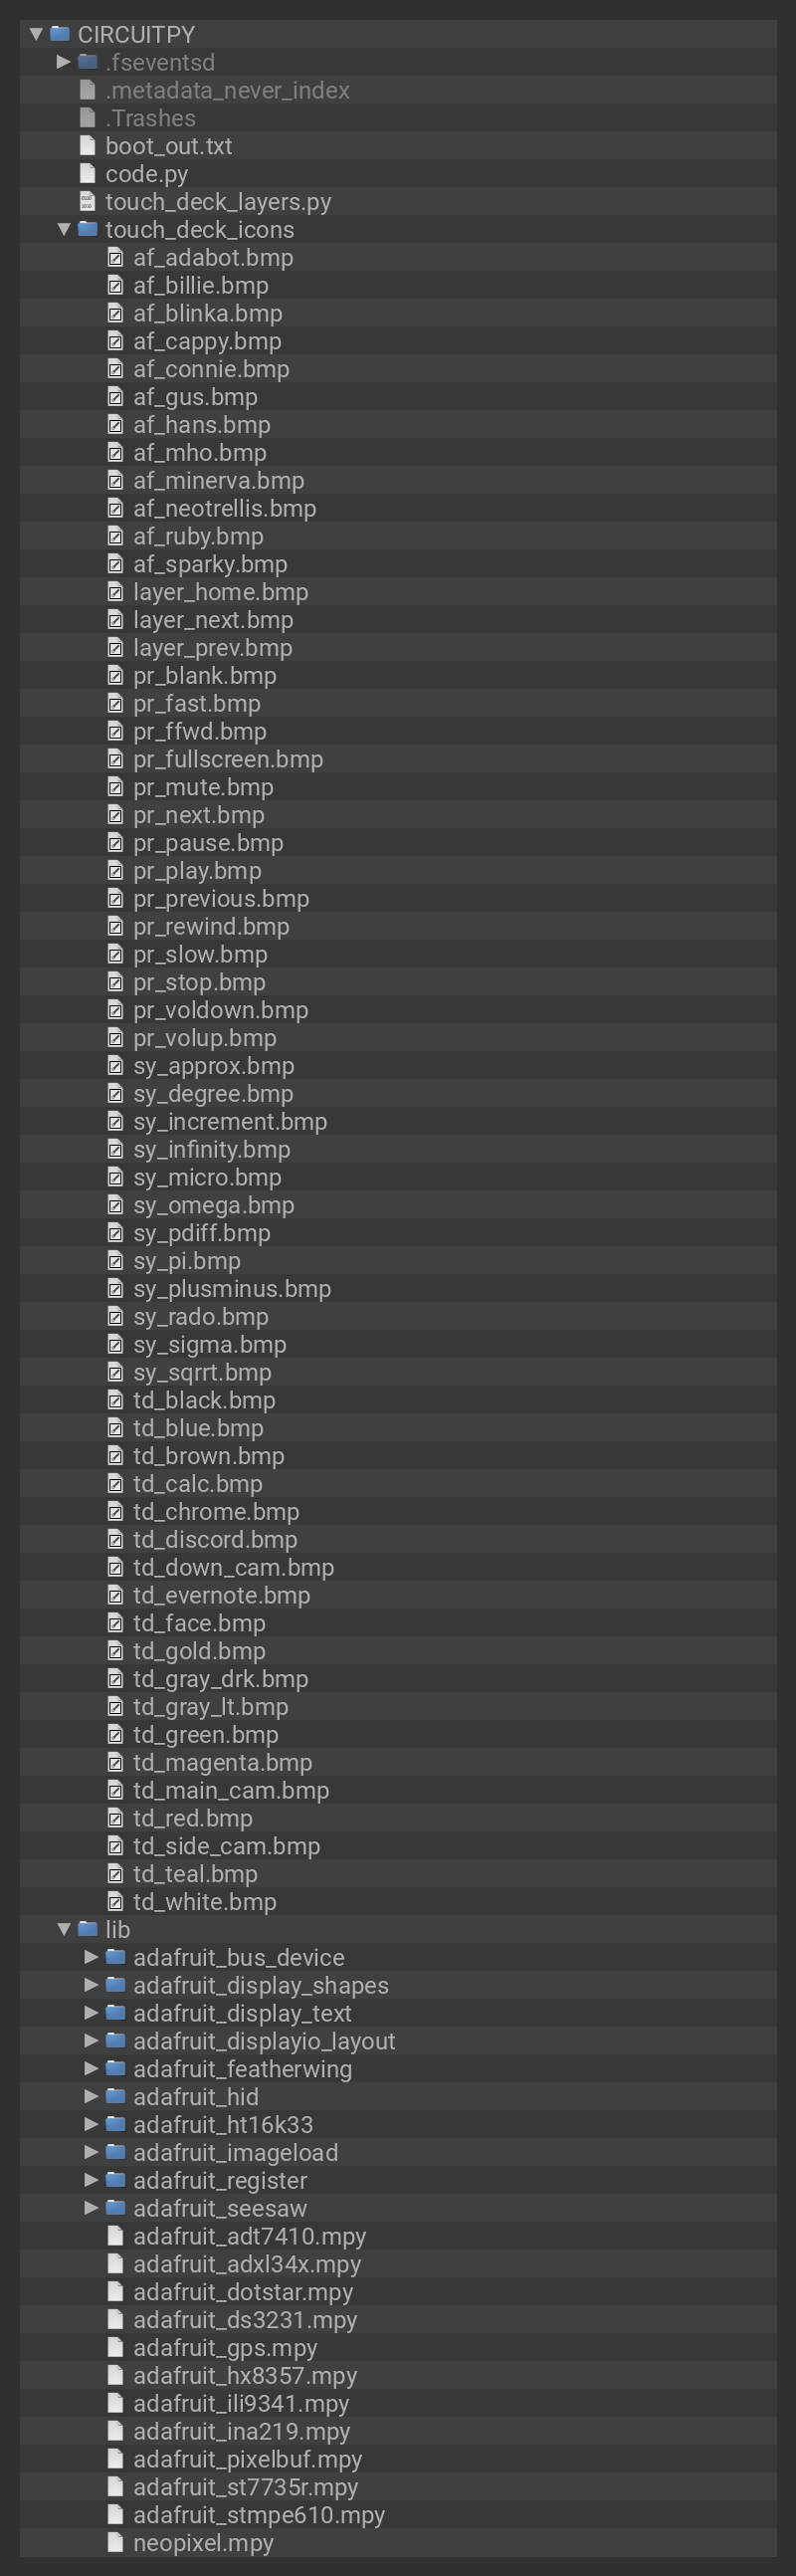 CIRCUITPY
.fseventsd
.metadata_never_index
.Trashes
boot_out.txt
code.py
touch_deck_layers.py
touch_deck_icons
af_adabot.bmp
af_billie.bmp
af_blinka.bmp
af_cappy.bmp
af_connie.bmp
af_gus.bmp
af_hans.bmp
af_mho.bmp
af_minerva.bmp
af_neotrellis.bmp
af_ruby.bmp
af_sparky.bmp
layer_home.bmp
layer_next.bmp
layer_prev.bmp
pr_blank.bmp
pr_fast.bmp
pr_ffwd.bmp
pr_fullscreen.bmp
pr_mute.bmp
pr_next.bmp
pr_pause.bmp
pr_play.bmp
pr_previous.bmp
pr_rewind.bmp
pr_slow.bmp
pr_stop.bmp
pr_voldown.bmp
pr_volup.bmp
sy_approx.bmp
sy_degree.bmp
sy_increment.bmp
sy_infinity.bmp
sy_micro.bmp
sy_omega.bmp
sy_pdiff.bmp
sy_pi.bmp
sy_plusminus.bmp
sy_rado.bmp
sy_sigma.bmp
sy_sqrrt.bmp
td_black.bmp
td_blue.bmp
td_brown.bmp
td_calc.bmp
td_chrome.bmp
td_discord.bmp
td_down_cam.bmp
td_evernote.bmp
td_face.bmp
td_gold.bmp
td_gray_drk.bmp
td_gray_lt.bmp
td_green.bmp
td_magenta.bmp
td_main_cam.bmp
td_red.bmp
td_side_cam.bmp
td_teal.bmp
td_white.bmp
lib
adafruit_bus_device
adafruit_display_shapes
adafruit_display_text
adafruit_displayio_layout
adafruit_featherwing
adafruit_hid
adafruit_ht16k33
adafruit_imageload
adafruit_register
adafruit_seesaw
adafruit_adt7410.mpy
adafruit_adxl34x.mpy
adafruit_dotstar.mpy
adafruit_ds3231.mpy
adafruit_gps.mpy
adafruit_hx8357.mpy
adafruit_ili9341.mpy
adafruit_ina219.mpy
adafruit_pixelbuf.mpy
adafruit_st7735r.mpy
adafruit_stmpe610.mpy
neopixel.mpy